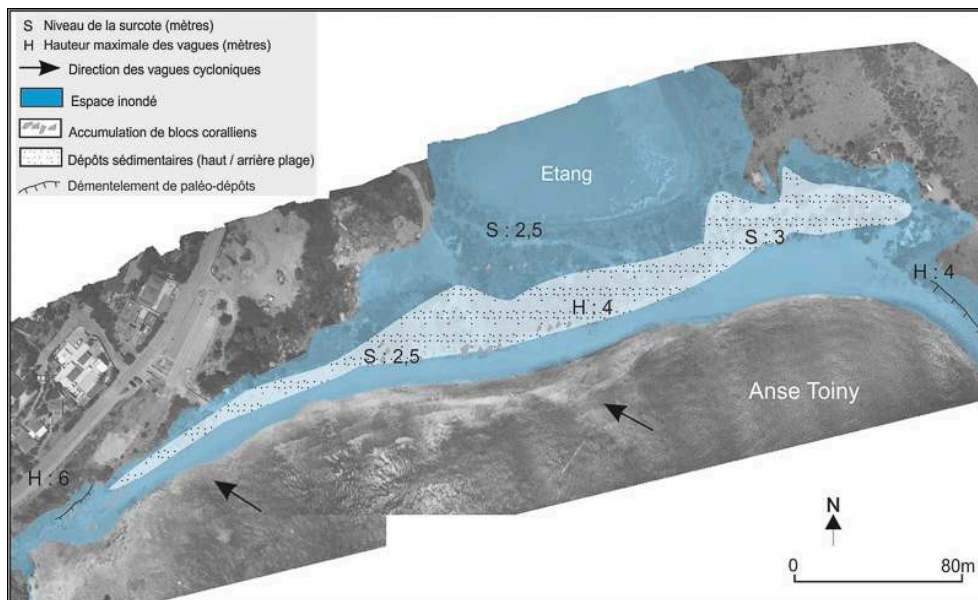 S Niveau de la surcote (mètres)
H Hauteur maximale des vagues (mètres)
Direction des vagues cycloniques
Espace inondé
Accumulation de blocs coralliens
Dépôts sédimentaires (haut / arrière plage)
Démentelement de paléo-dépôts
Etang
S : 2,5
S : 3
H : 4
H : 4
S : 2,5
Anse Toiny
H : 6
N
0 80m